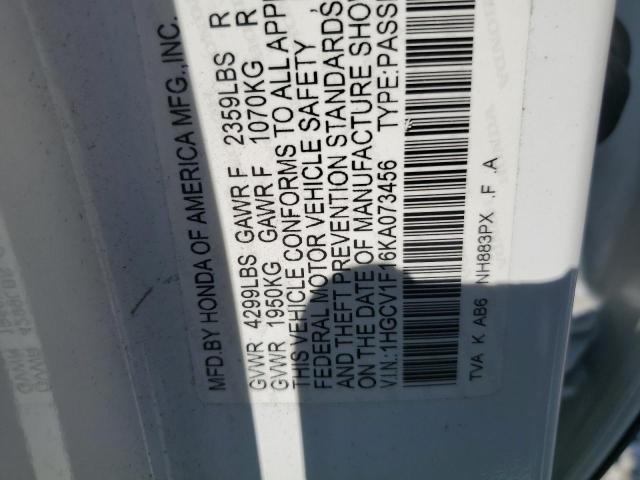 MFD.BY HONDA OF AMERICA MFG.,INC.
GVWR 4299LBS GAWR F 2359LBS R
GVWR 1950KG GAWR F 1070KG R
THIS VEHICLE CONFORMS TO ALL APPL
FEDERAL MOTOR VEHICLE SAFETY
AND THEFT PREVENTION STANDARDS
ON THE DATE OF MANUFACTURE SHO
V.I.N.:1HGCV1F16KA073456 TYPE:PASS
TVA K AB6 NH883PX .F .A